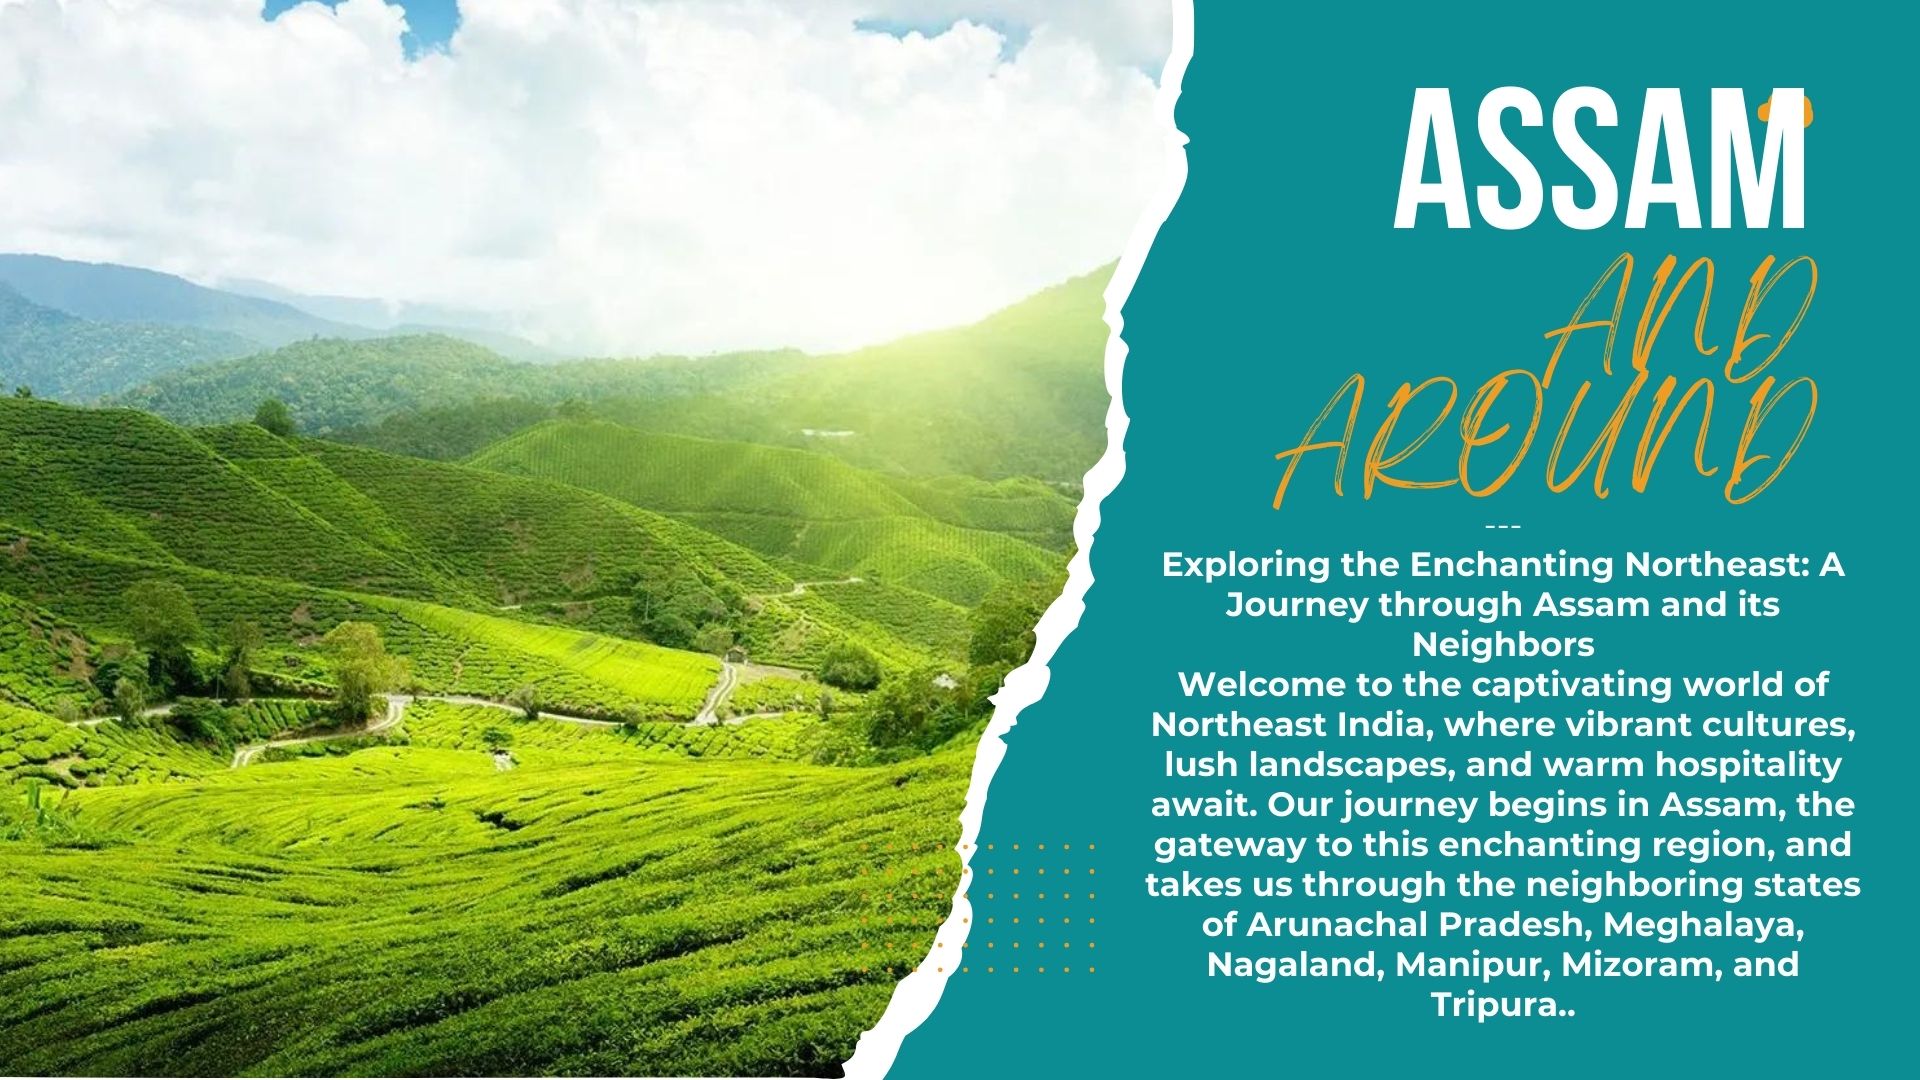 ASSAM
AND
AROUND
---
Exploring the Enchanting Northeast: A
Journey through Assam and its
Neighbors
Welcome to the captivating world of
Northeast India, where vibrant cultures,
lush landscapes, and warm hospitality
await. Our journey begins in Assam, the
gateway to this enchanting region, and
takes us through the neighboring states
of Arunachal Pradesh, Meghalaya,
Nagaland, Manipur, Mizoram, and
Tripura..